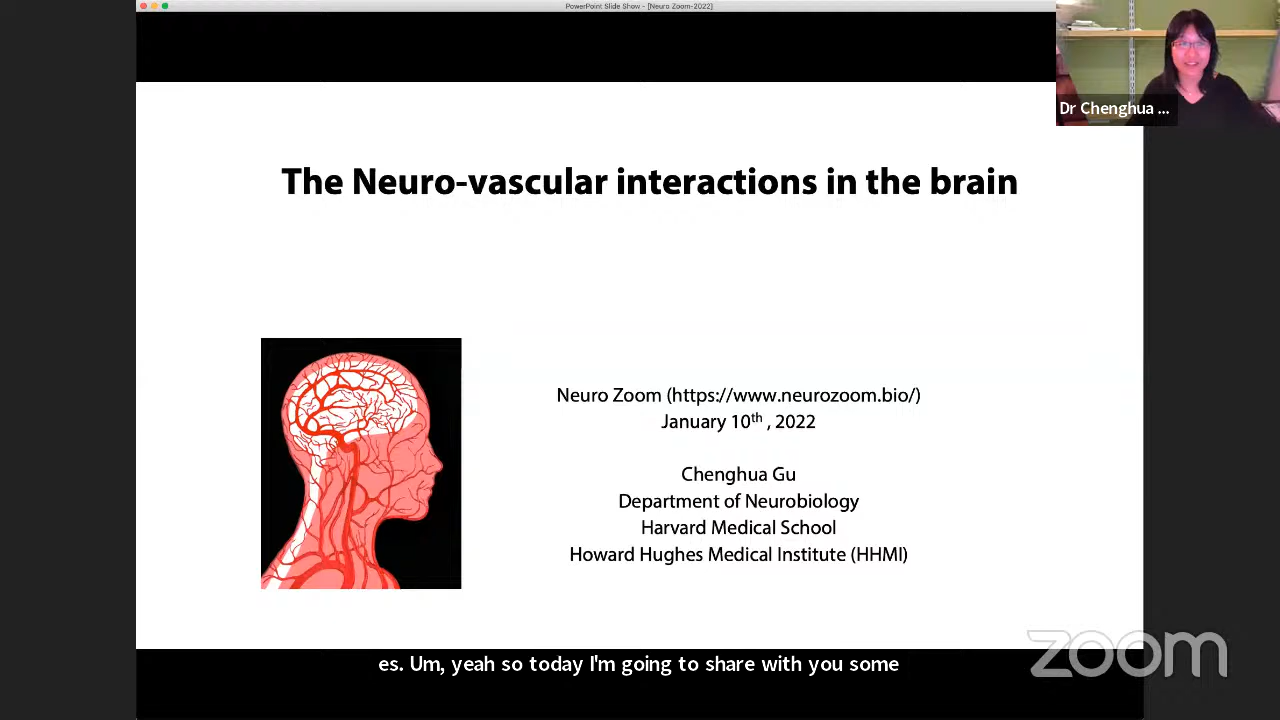 PowerPoint Slide Show - [Neuro Zoom-2022]
Dr Chenghua ...
The Neuro-vascular interactions in the brain
Neuro Zoom (https://www.neurozoom.bio/)
January 10th , 2022
Chenghua Gu
Department of Neurobiology
Harvard Medical School
Howard Hughes Medical Institute (HHMI)
zoom
es. Um, yeah so today I'm going to share with you some